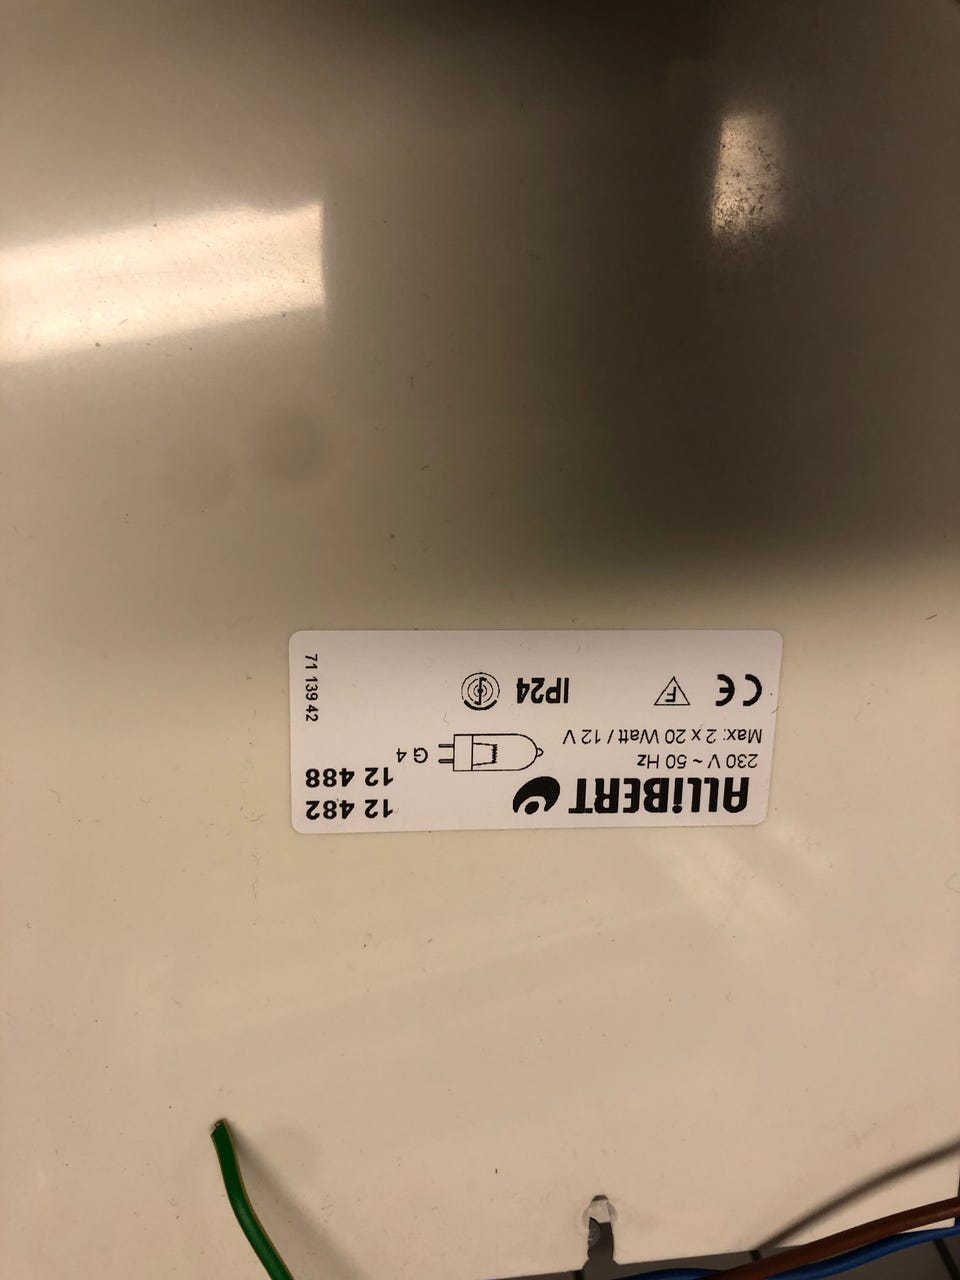 ALLiBERT
12 482
12 488
230 V ~ 50 Hz
Max: 2 x 20 Watt / 12 V
G 4
CE
F
IP24
71 139 42